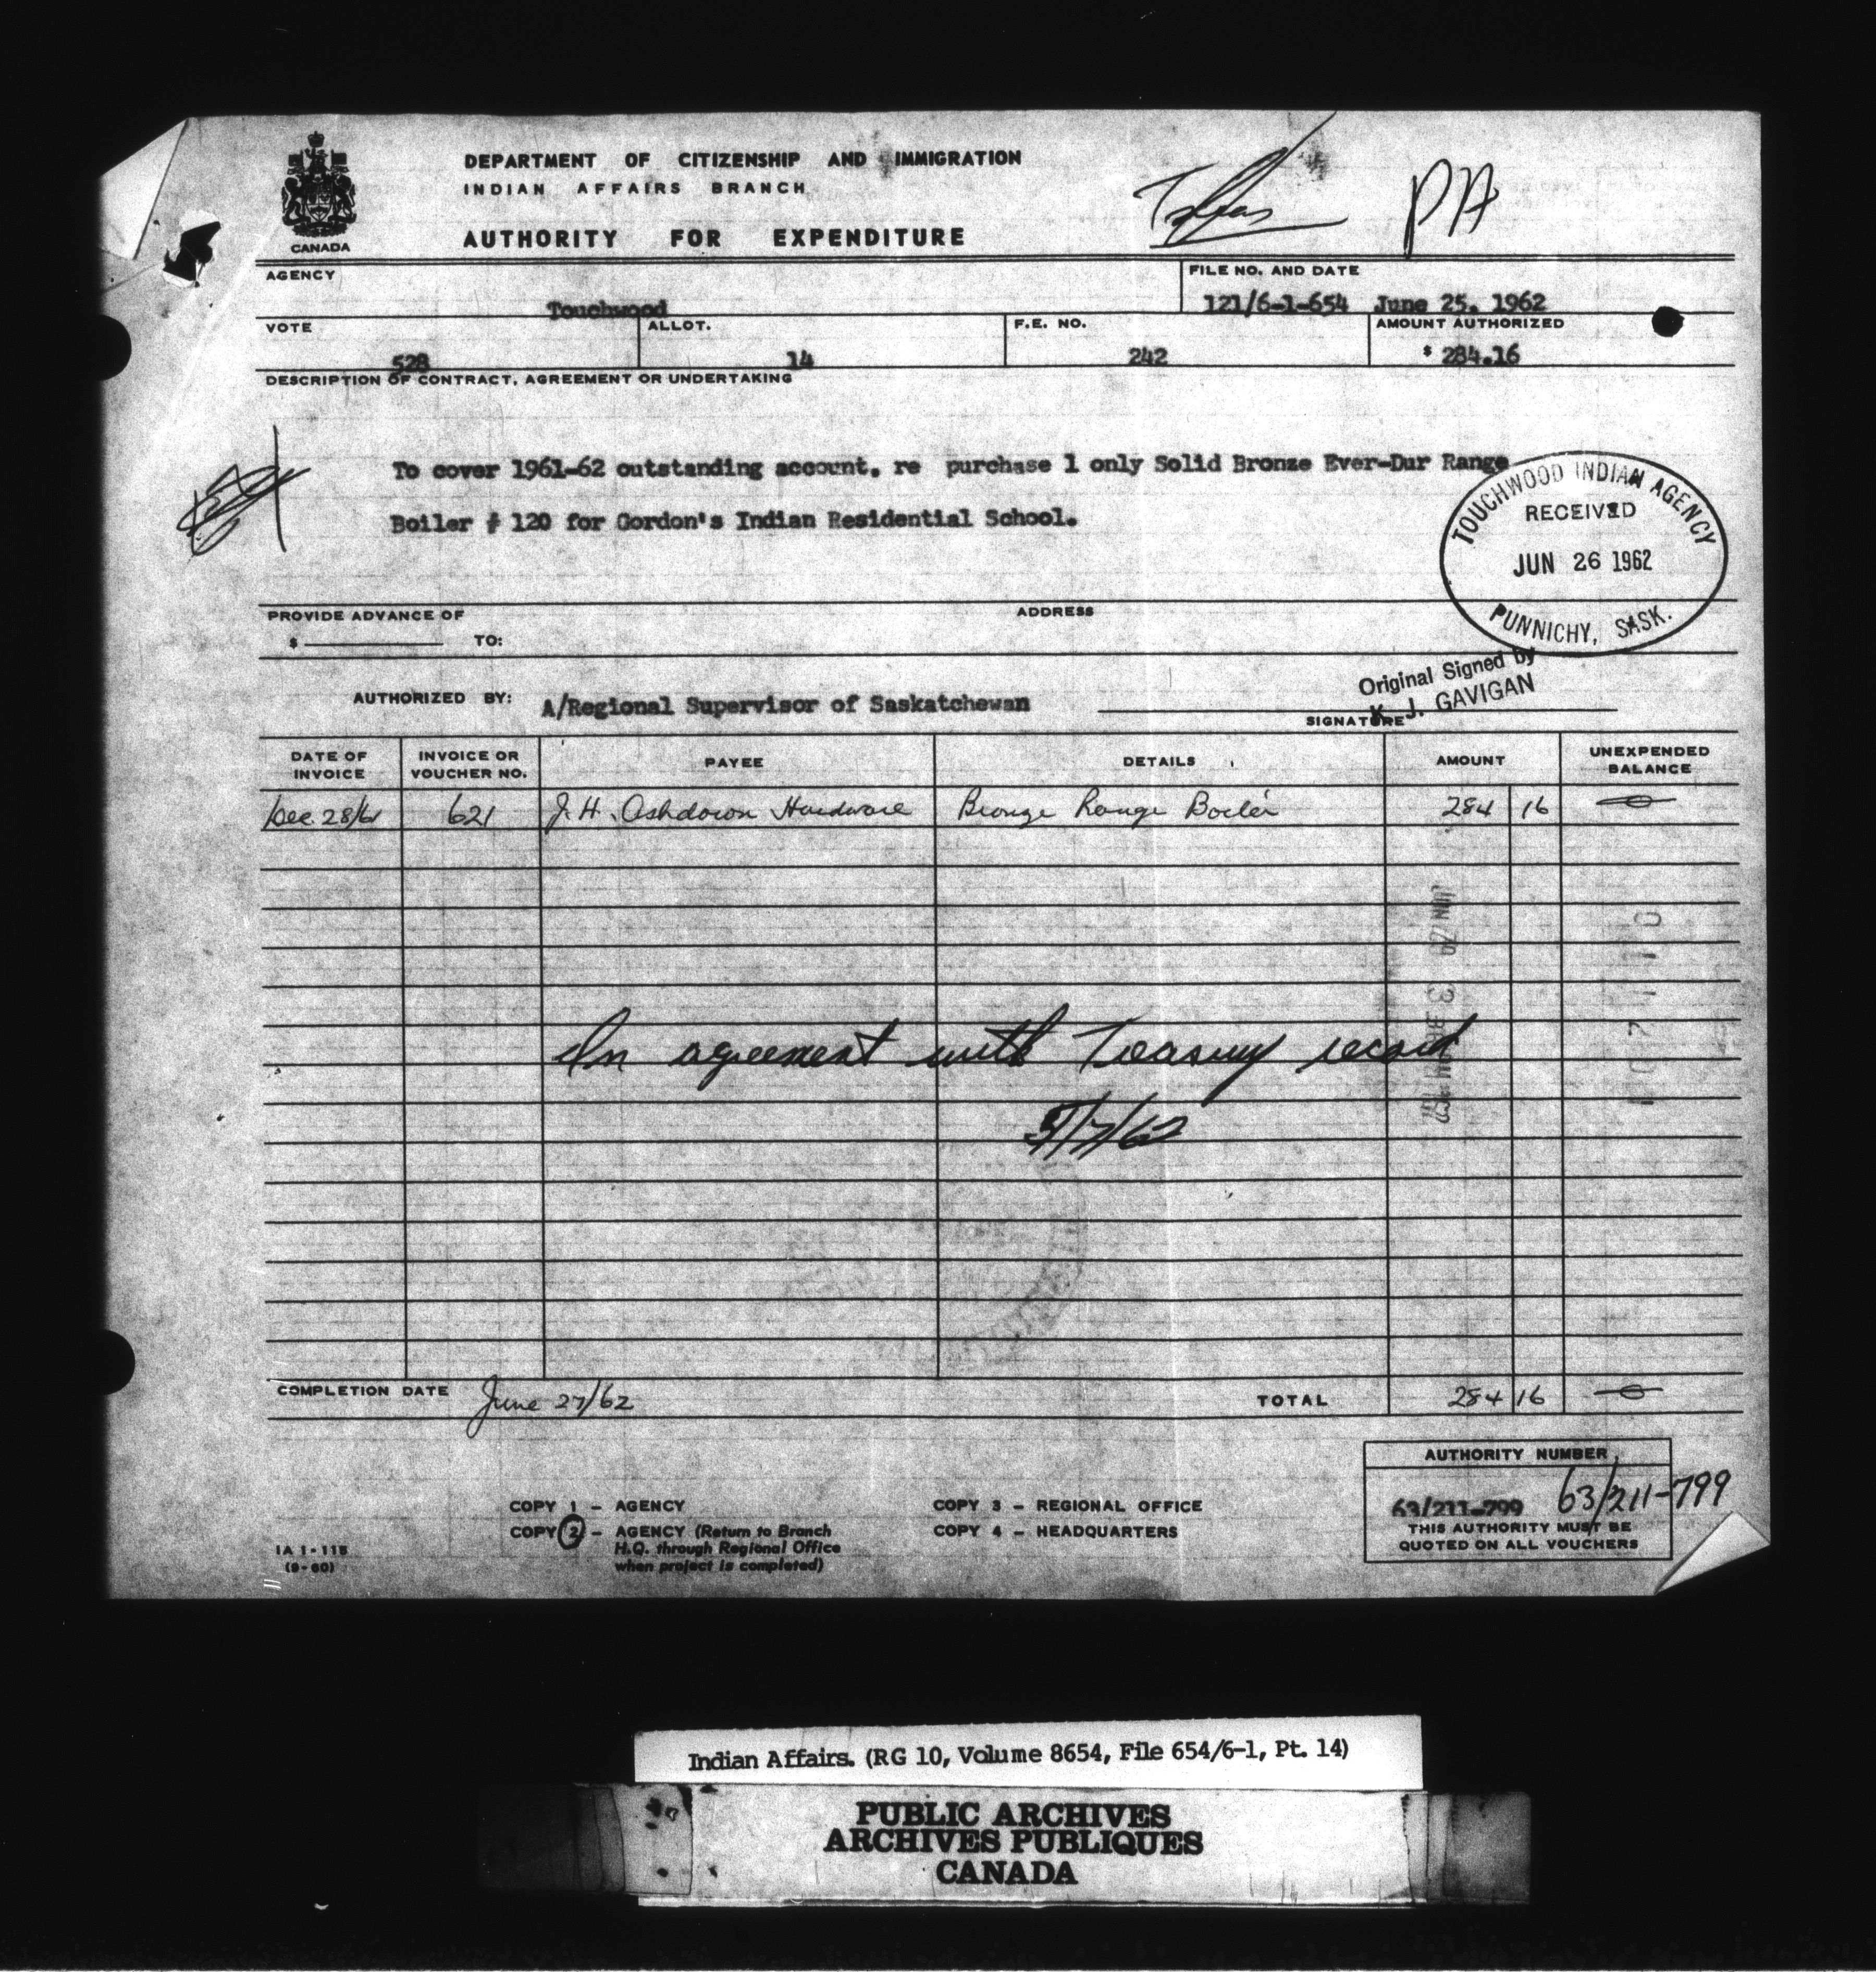 DEPARTMENT OF CITIZENSHIP AND IMMIGRATION
INDIAN AFFAIRS BRANCH
AUTHORITY FOR EXPENDITURE
CANADA
PA
AGENCY
Touchwood
FILE NO. AND DATE
121/6-1-654 June 25, 1962
VOTE
528
ALLOT.
14
F.E. NO.
242
AMOUNT AUTHORIZED
$ 284.16
DESCRIPTION OF CONTRACT, AGREEMENT OR UNDERTAKING
To cover 1961-62 outstanding account, re purchase 1 only Solid Bronze Ever-Dur Range
Boiler # 120 for Gordon's Indian Residential School.
TOUCHWOOD INDIAN AGENCY
RECEIVED
JUN 26 1962
PUNNICHY, SASK.
PROVIDE ADVANCE OF
$ TO:
ADDRESS
AUTHORIZED BY: A/Regional Supervisor of Saskatchewan
Original Signed by
K. J. GAVIGAN
SIGNATURE
DATE OF INVOICE
INVOICE OR VOUCHER NO.
PAYEE
DETAILS
AMOUNT
UNEXPENDED BALANCE
Dec. 28/61 621 J.H. Ashdown Hardware Bronze Range Boiler 284 16
In agreement with Treasury record
5/7/62
COMPLETION DATE June 27/62 TOTAL 284 16
AUTHORITY NUMBER
63/211-799 63/211-799
THIS AUTHORITY MUST BE
QUOTED ON ALL VOUCHERS
COPY 1 - AGENCY
COPY 2 - AGENCY (Return to Branch
H.Q. through Regional Office
when project is completed)
COPY 3 - REGIONAL OFFICE
COPY 4 - HEADQUARTERS
IA 1-115
(9-60)
Indian Affairs. (RG 10, Volume 8654, File 654/6-1, Pt. 14)
PUBLIC ARCHIVES
ARCHIVES PUBLIQUES
CANADA